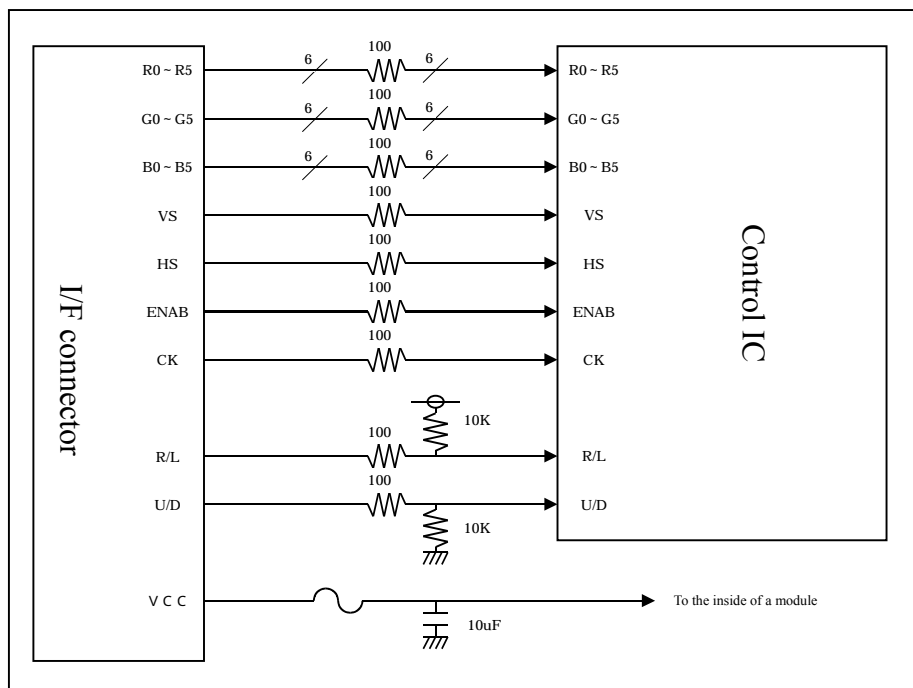 100
R0 ~ R5 6 6 R0 ~ R5
100
G0 ~ G5 6 6 G0 ~ G5
100
B0 ~ B5 6 6 B0 ~ B5
100
VS VS
100
HS HS
100
ENAB ENAB
100
CK CK
I/F connector
Control IC
10K
100
R/L R/L
100
U/D U/D
10K
V C C To the inside of a module
10uF